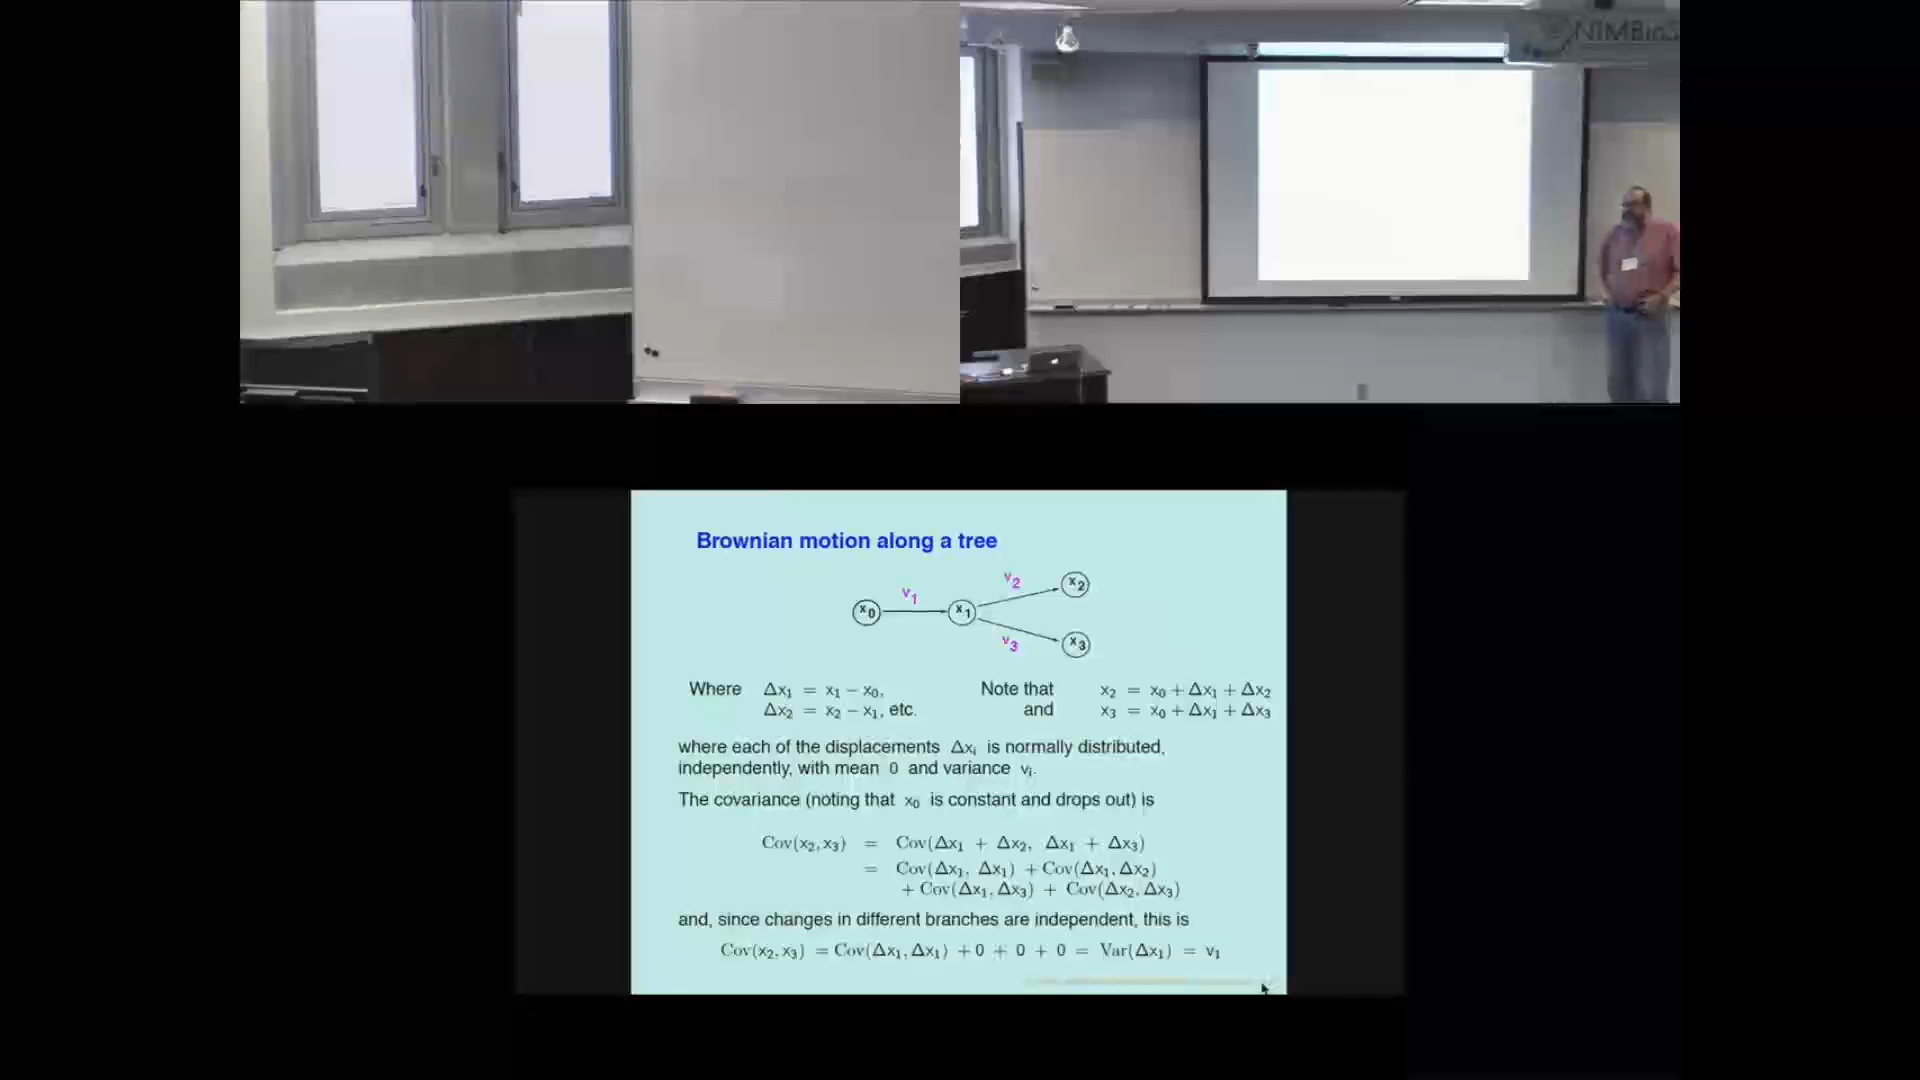 NIMBioS
Brownian motion along a tree
v2
v1
x2
x0
x1
v3
x3
Where Δx1 = x1 − x0, Note that x2 = x0 + Δx1 + Δx2
Δx2 = x2 − x1, etc. and x3 = x0 + Δx1 + Δx3
where each of the displacements Δxi is normally distributed,
independently, with mean 0 and variance vi.
The covariance (noting that x0 is constant and drops out) is
Cov(x2, x3) = Cov(Δx1 + Δx2, Δx1 + Δx3)
= Cov(Δx1, Δx1) + Cov(Δx1, Δx2)
+ Cov(Δx1, Δx3) + Cov(Δx2, Δx3)
and, since changes in different branches are independent, this is
Cov(x2, x3) = Cov(Δx1, Δx1) + 0 + 0 + 0 = Var(Δx1) = v1